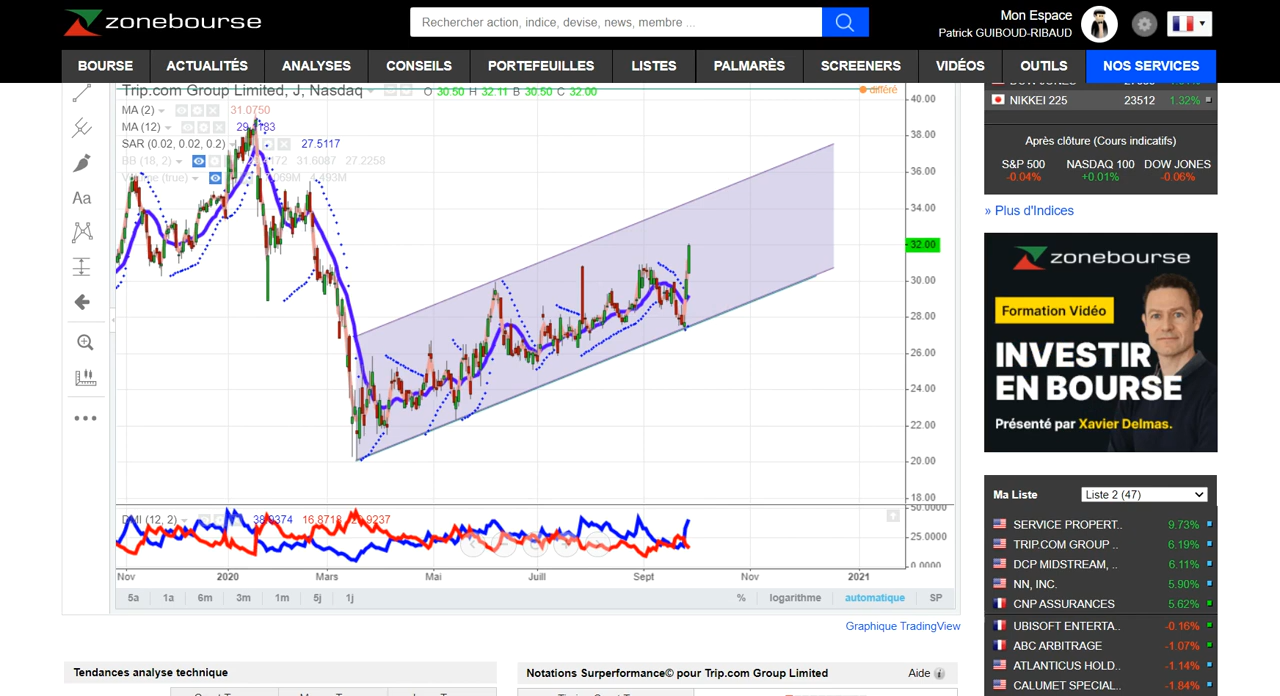 zonebourse
Rechercher action, indice, devise, news, membre ...
Mon Espace
Patrick GUIBOUD-RIBAUD
BOURSE ACTUALITÉS ANALYSES CONSEILS PORTEFEUILLES LISTES PALMARÈS SCREENERS VIDÉOS OUTILS NOS SERVICES
Trip.com Group Limited, J, Nasdaq O 30.50 H 32.11 B 30.50 C 32.00
différé
MA (2) 31.0750
MA (12)
SAR (0.02, 0.02, 0.2) 27.5117
BB (18, 2) 31.6087 27.2258
(true) 4.493M
Aa
40.00
38.00
36.00
34.00
32.00
30.00
28.00
26.00
24.00
22.00
20.00
18.00
DMI (12, 2) 16.8718
50.0000
25.0000
0.0000
Nov 2020 Mars Mai Juill Sept Nov 2021
5a 1a 6m 3m 1m 5j 1j % logarithme automatique SP
Graphique TradingView
Tendances analyse technique
Notations Surperformance© pour Trip.com Group Limited Aide
NIKKEI 225 23512 1.32%
Après clôture (Cours indicatifs)
S&P 500 NASDAQ 100 DOW JONES
-0.04% +0.01% -0.06%
» Plus d'Indices
zonebourse
Formation Vidéo
INVESTIR
EN BOURSE
Présenté par Xavier Delmas.
Ma Liste Liste 2 (47)
SERVICE PROPERT.. 9.73%
TRIP.COM GROUP .. 6.19%
DCP MIDSTREAM, .. 6.11%
NN, INC. 5.90%
CNP ASSURANCES 5.62%
UBISOFT ENTERTA.. -0.16%
ABC ARBITRAGE -1.07%
ATLANTICUS HOLD.. -1.14%
CALUMET SPECIAL.. -1.84%